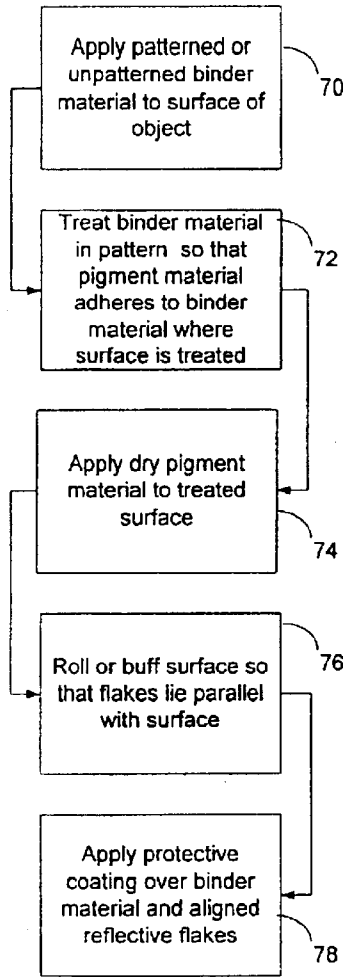 Apply patterned or
unpatterned binder
material to surface of
object
70
Treat binder material
in pattern so that
pigment material
adheres to binder
material where
surface is treated
72
Apply dry pigment
material to treated
surface
74
Roll or buff surface so
that flakes lie parallel
with surface
76
Apply protective
coating over binder
material and aligned
reflective flakes
78